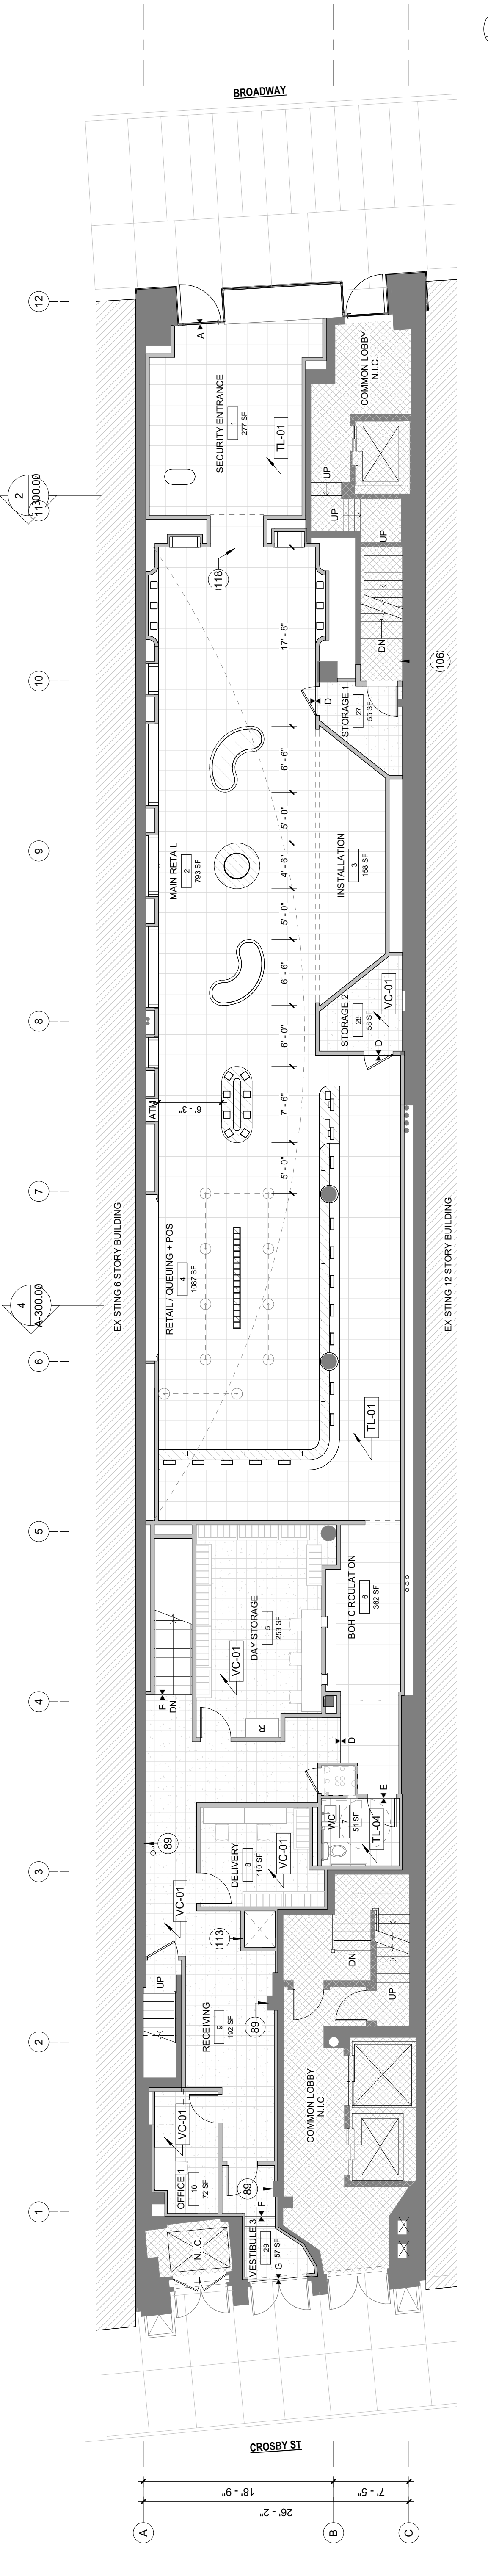 BROADWAY
12
A
SECURITY ENTRANCE
1
277 SF
TL-01
COMMON LOBBY
N.I.C.
UP
UP
UP
DN
2
A-300.00
11
118
106
10
17' - 8"
D
STORAGE 1
27
55 SF
6' - 6"
5' - 0"
9
MAIN RETAIL
2
793 SF
4' - 6"
INSTALLATION
3
158 SF
5' - 0"
6' - 6"
8
STORAGE 2
28
58 SF
VC-01
D
6' - 0"
ATM
6' - 3"
7' - 6"
5' - 0"
7
EXISTING 6 STORY BUILDING
EXISTING 12 STORY BUILDING
RETAIL / QUEUING + POS
4
1087 SF
4
A-300.00
6
TL-01
5
DAY STORAGE
5
253 SF
VC-01
BOH CIRCULATION
6
362 SF
4
F
DN
R
D
E
WC
7
51 SF
TL-04
89
3
DELIVERY
8
110 SF
VC-01
VC-01
113
DN
UP
UP
RECEIVING
9
192 SF
89
2
COMMON LOBBY
N.I.C.
VC-01
OFFICE 1
10
72 SF
89
1
N.I.C.
F
VESTIBULE 3
29
57 SF
G
CROSBY ST
18' - 9"
7' - 5"
26' - 2"
A
B
C